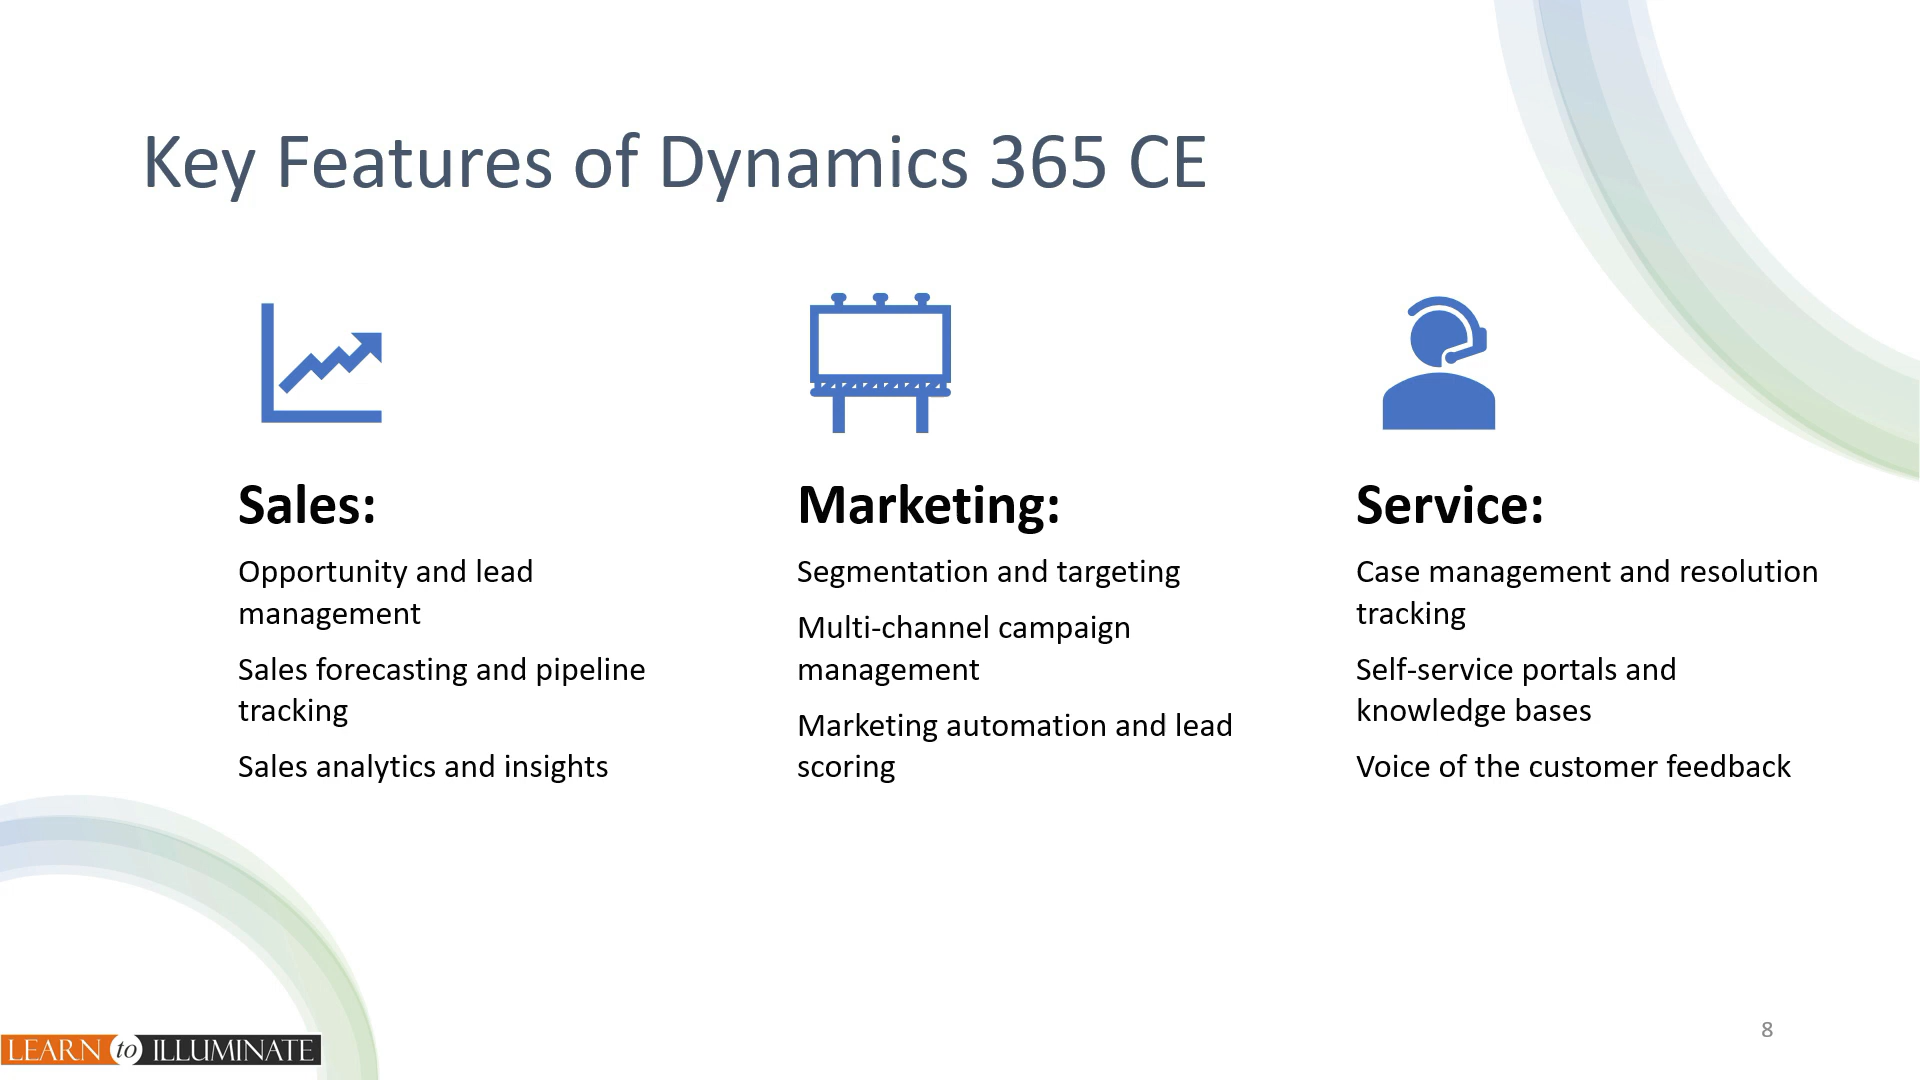 Key Features of Dynamics 365 CE
Sales:
Opportunity and lead
management
Sales forecasting and pipeline
tracking
Sales analytics and insights
Marketing:
Segmentation and targeting
Multi-channel campaign
management
Marketing automation and lead
scoring
Service:
Case management and resolution
tracking
Self-service portals and
knowledge bases
Voice of the customer feedback
LEARN to ILLUMINATE
8